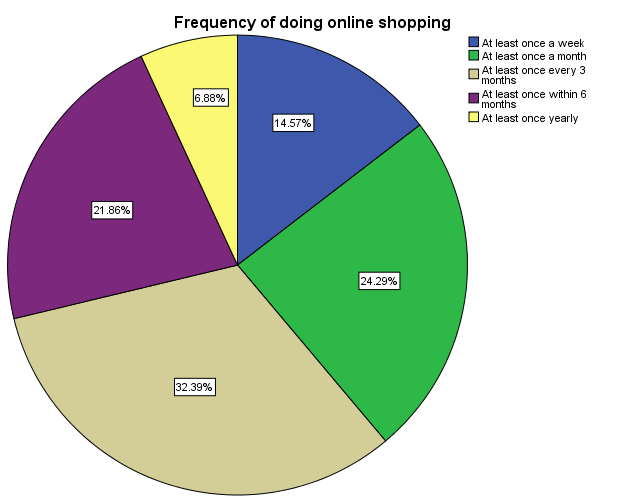 Frequency of doing online shopping
At least once a week
At least once a month
At least once every 3
months
At least once within 6
months
At least once yearly
6.88%
14.57%
21.86%
24.29%
32.39%